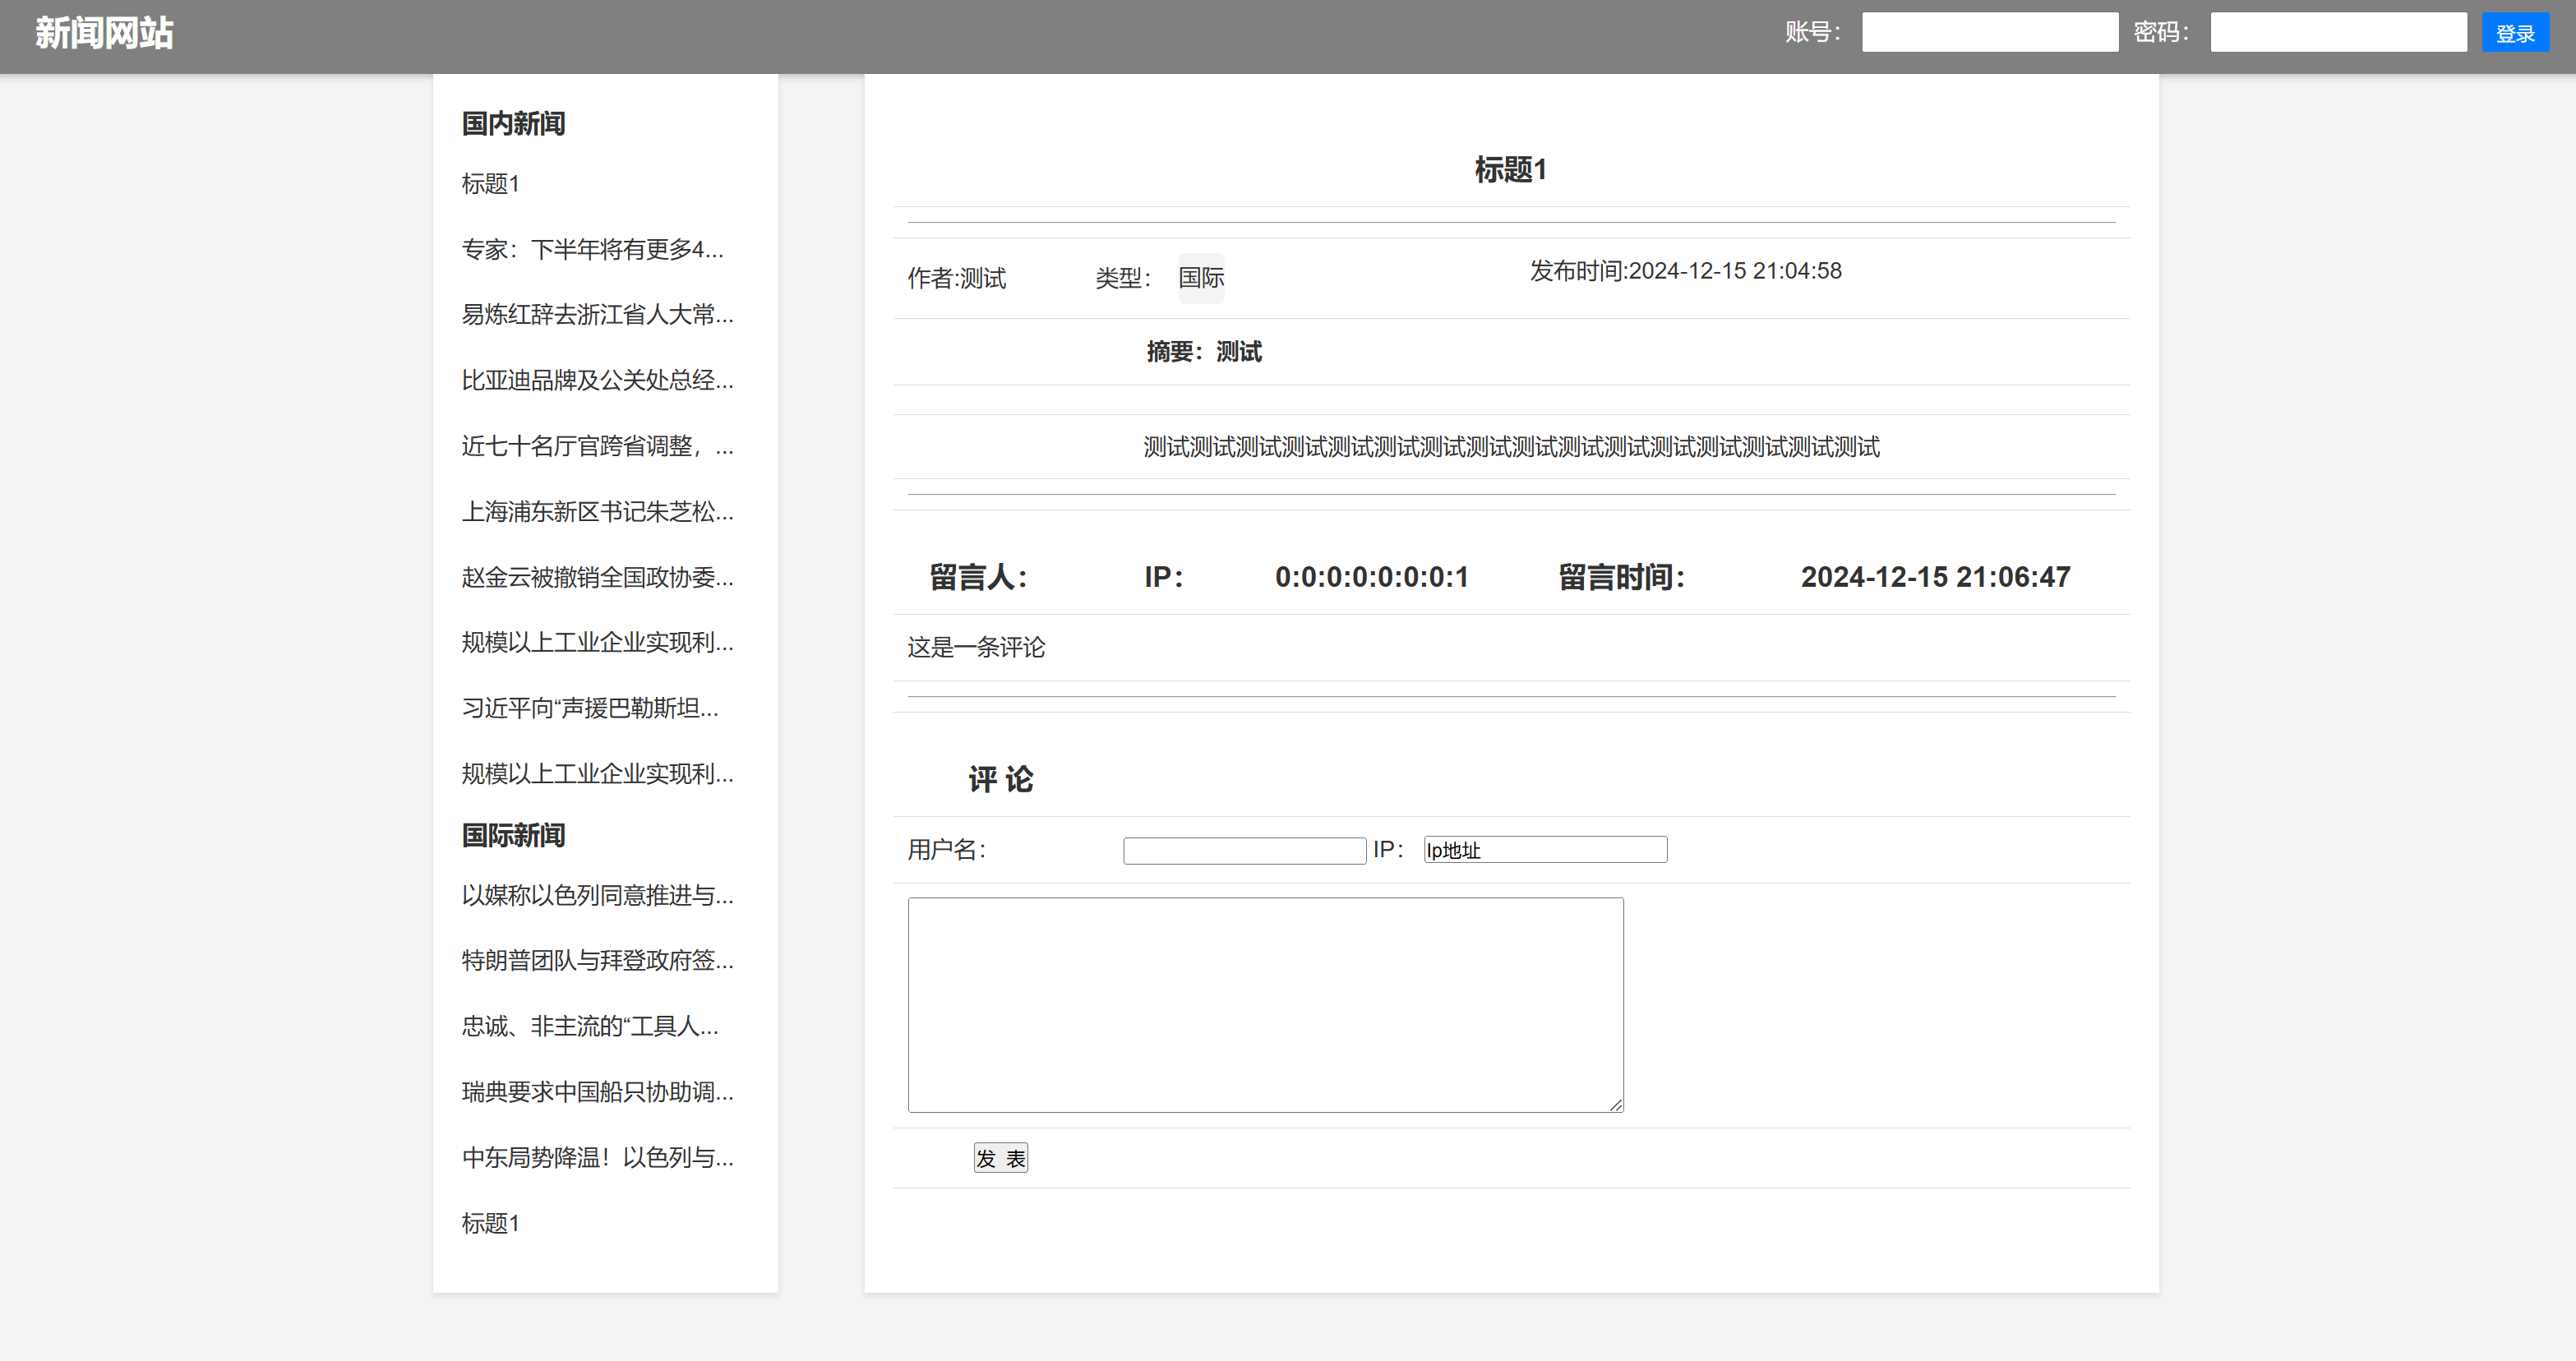 新闻网站
账号： 密码： 登录
国内新闻
标题1
专家：下半年将有更多4...
易炼红辞去浙江省人大常...
比亚迪品牌及公关处总经...
近七十名厅官跨省调整，...
上海浦东新区书记朱芝松...
赵金云被撤销全国政协委...
规模以上工业企业实现利...
习近平向“声援巴勒斯坦...
规模以上工业企业实现利...
国际新闻
以媒称以色列同意推进与...
特朗普团队与拜登政府签...
忠诚、非主流的“工具人...
瑞典要求中国船只协助调...
中东局势降温！以色列与...
标题1
标题1
作者:测试 类型： 国际 发布时间:2024-12-15 21:04:58
摘要：测试
测试测试测试测试测试测试测试测试测试测试测试测试测试测试测试测试
留言人： IP： 0:0:0:0:0:0:0:1 留言时间： 2024-12-15 21:06:47
这是一条评论
评 论
用户名： IP： Ip地址
发 表